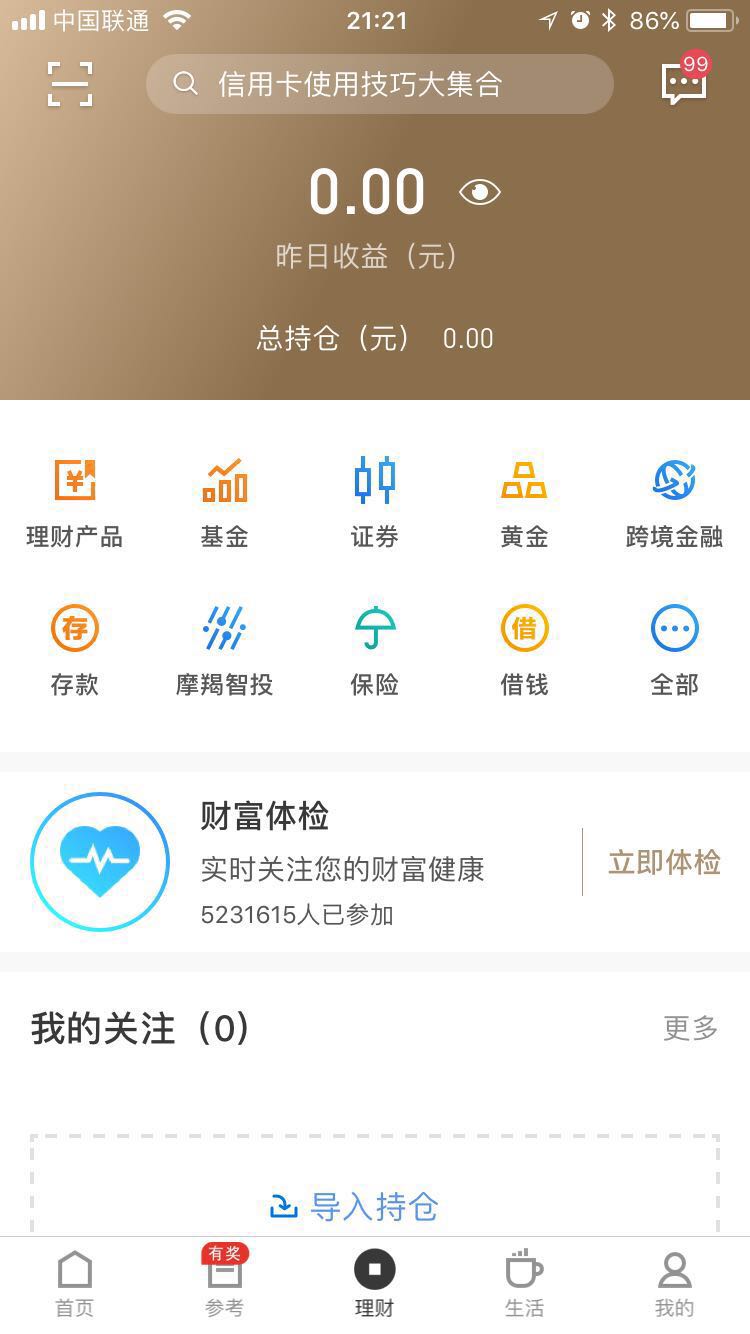 中国联通 21:21 86%
信用卡使用技巧大集合 99
0.00
昨日收益（元）
总持仓（元） 0.00
理财产品 基金 证券 黄金 跨境金融
存 借
存款 摩羯智投 保险 借钱 全部
财富体检
实时关注您的财富健康 立即体检
5231615人已参加
我的关注（0） 更多
导入持仓
有奖
首页 参考 理财 生活 我的